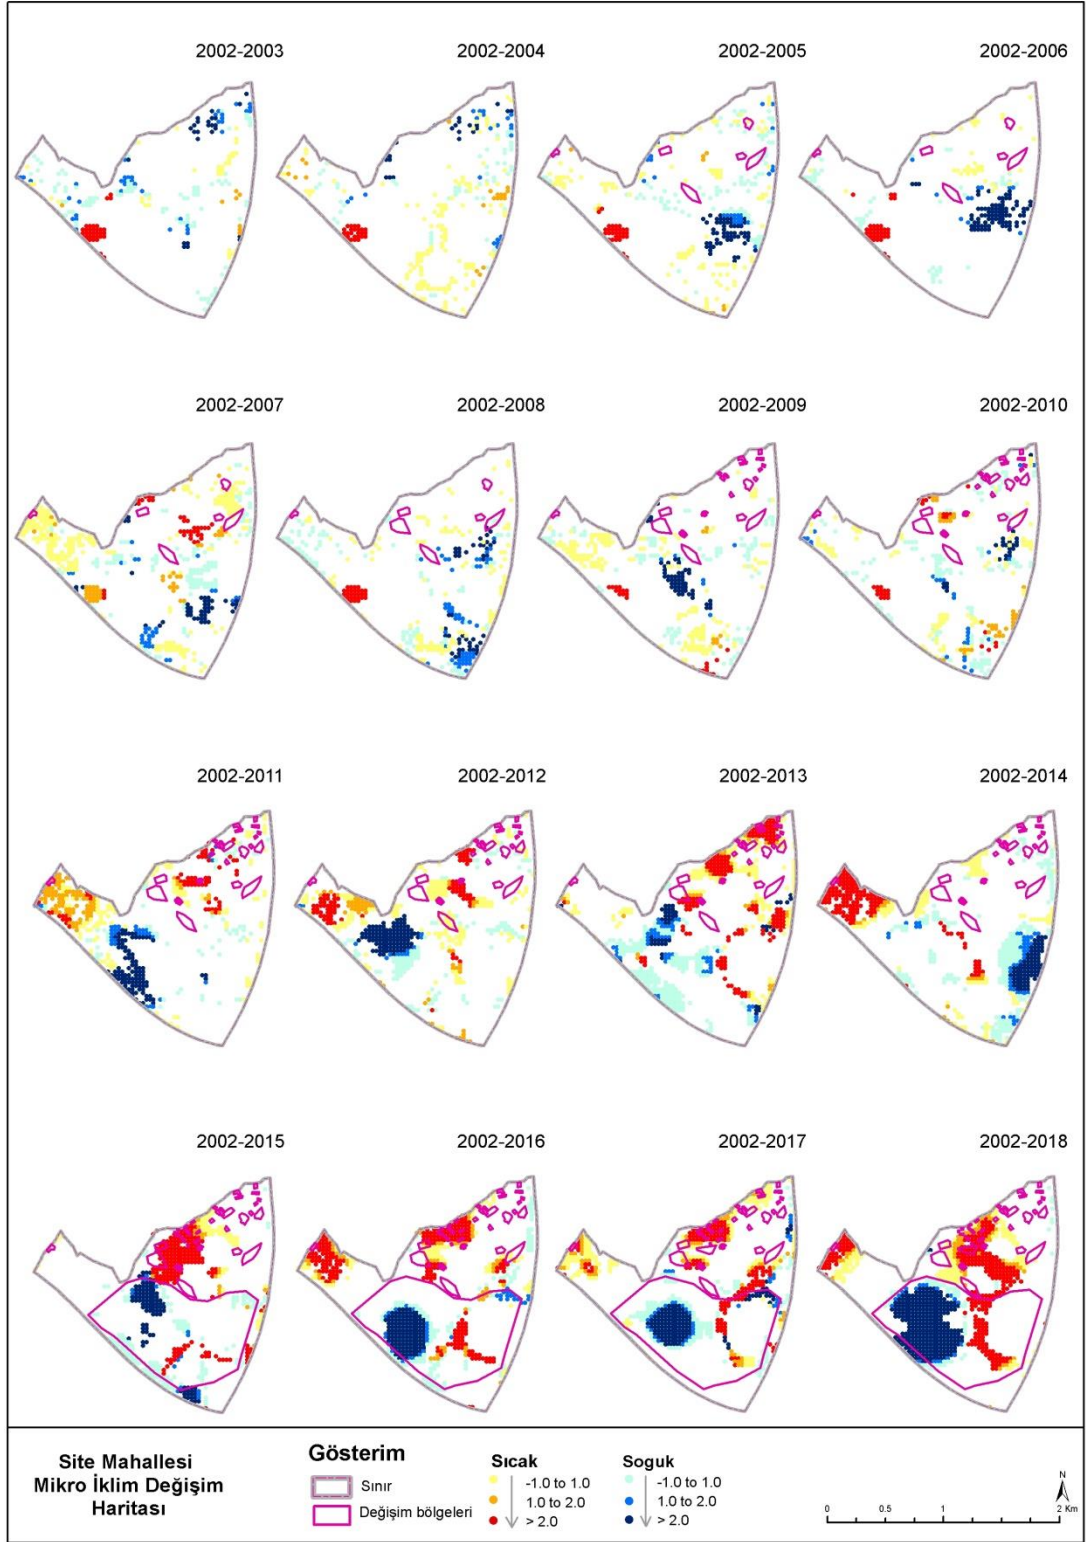 2002-2003
2002-2004
2002-2005
2002-2006
2002-2007
2002-2008
2002-2009
2002-2010
2002-2011
2002-2012
2002-2013
2002-2014
2002-2015
2002-2016
2002-2017
2002-2018
Site Mahallesi
Mikro İklim Değişim
Haritası
Gösterim
Sınır
Değişim bölgeleri
Sıcak
-1.0 to 1.0
1.0 to 2.0
> 2.0
Soguk
-1.0 to 1.0
1.0 to 2.0
> 2.0
N
0 0.5 1 2 Km